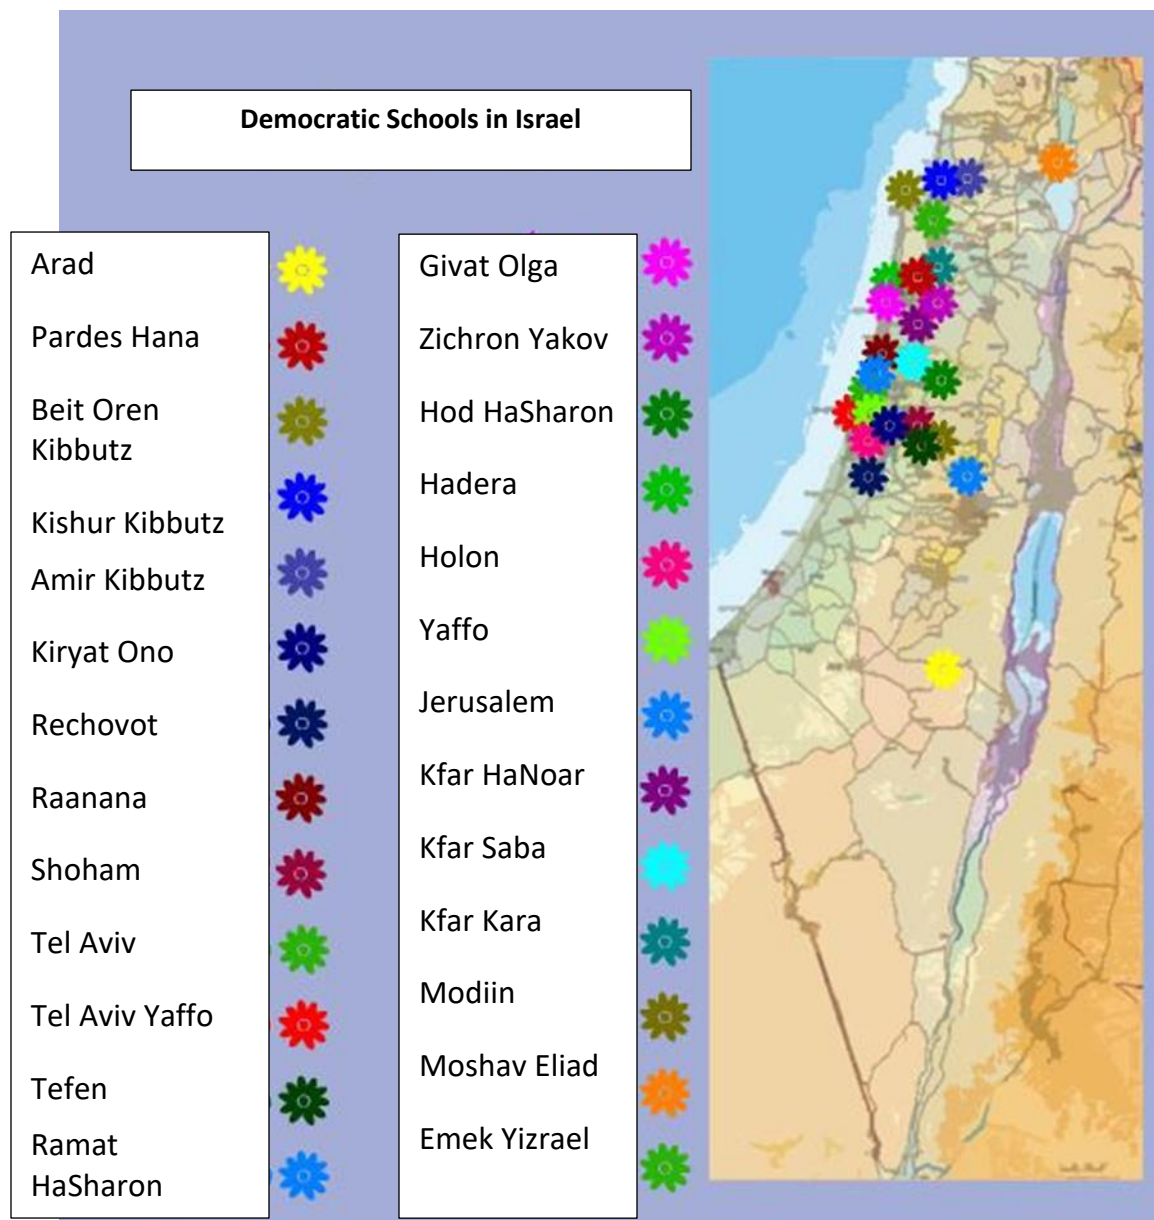 Democratic Schools in Israel
Arad
Pardes Hana
Beit Oren
Kibbutz
Kishur Kibbutz
Amir Kibbutz
Kiryat Ono
Rechovot
Raanana
Shoham
Tel Aviv
Tel Aviv Yaffo
Tefen
Ramat
HaSharon
Givat Olga
Zichron Yakov
Hod HaSharon
Hadera
Holon
Yaffo
Jerusalem
Kfar HaNoar
Kfar Saba
Kfar Kara
Modiin
Moshav Eliad
Emek Yizrael